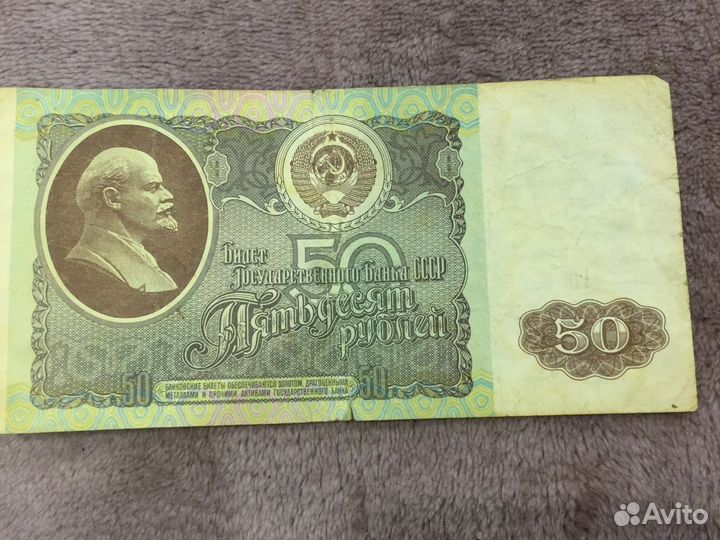 Билет
50
Государственного Банка СССР
Пятьдесят
рублей
50
50
БАНКОВСКИЕ БИЛЕТЫ ОБЕСПЕЧИВАЮТСЯ ЗОЛОТОМ, ДРАГОЦЕННЫМИ
МЕТАЛЛАМИ И ПРОЧИМИ АКТИВАМИ ГОСУДАРСТВЕННОГО БАНКА
50
Avito